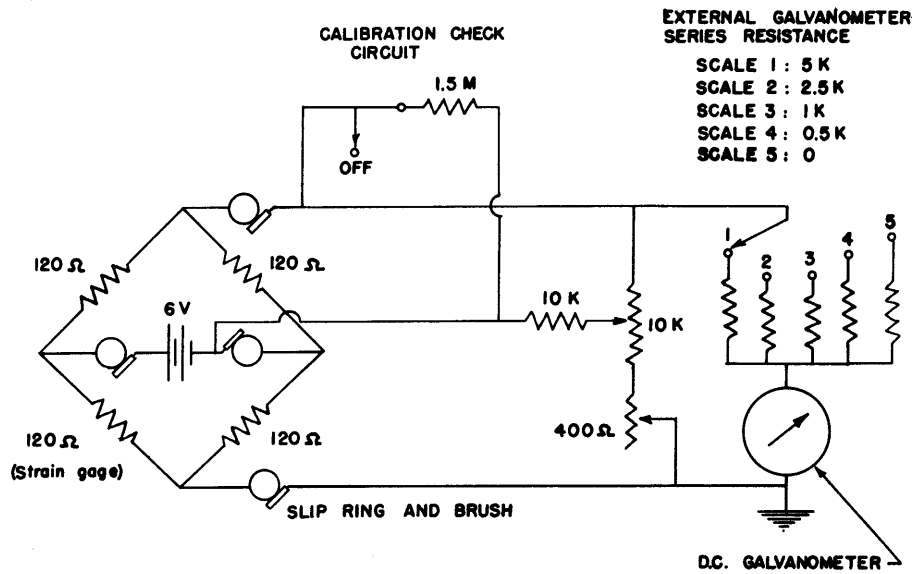 EXTERNAL GALVANOMETER
SERIES RESISTANCE
SCALE 1 : 5 K
SCALE 2 : 2.5 K
SCALE 3 : 1 K
SCALE 4 : 0.5 K
SCALE 5 : 0
CALIBRATION CHECK
CIRCUIT
1.5 M
OFF
120 Ω
120 Ω
6 V
10 K
10 K
1
2
3
4
5
120 Ω
(Strain gage)
120 Ω
400 Ω
SLIP RING AND BRUSH
D.C. GALVANOMETER